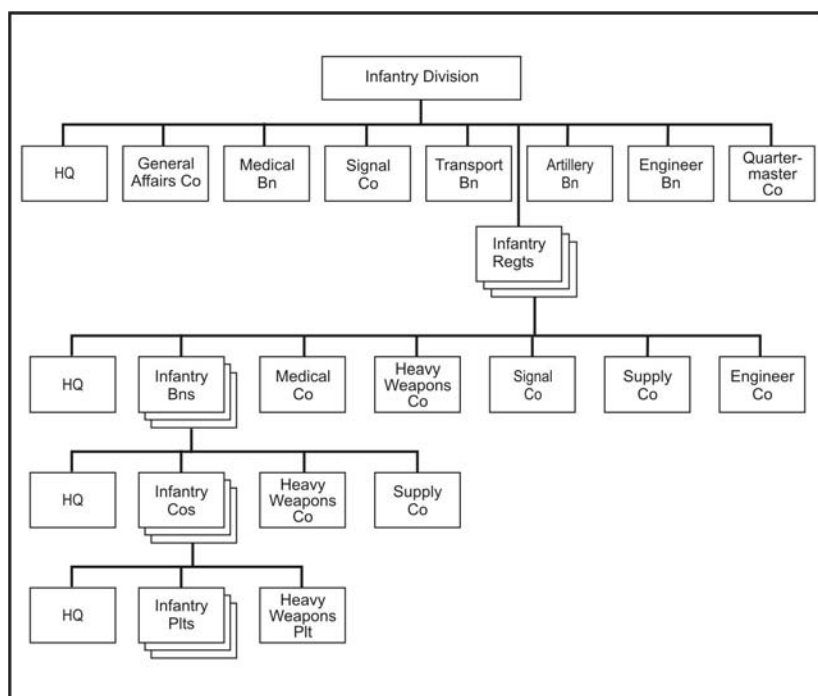 Infantry Division
HQ
General
Affairs Co
Medical
Bn
Signal
Co
Transport
Bn
Artillery
Bn
Engineer
Bn
Quarter-
master
Co
Infantry
Regts
HQ
Infantry
Bns
Medical
Co
Heavy
Weapons
Co
Signal
Co
Supply
Co
Engineer
Co
HQ
Infantry
Cos
Heavy
Weapons
Co
Supply
Co
HQ
Infantry
Plts
Heavy
Weapons
Plt